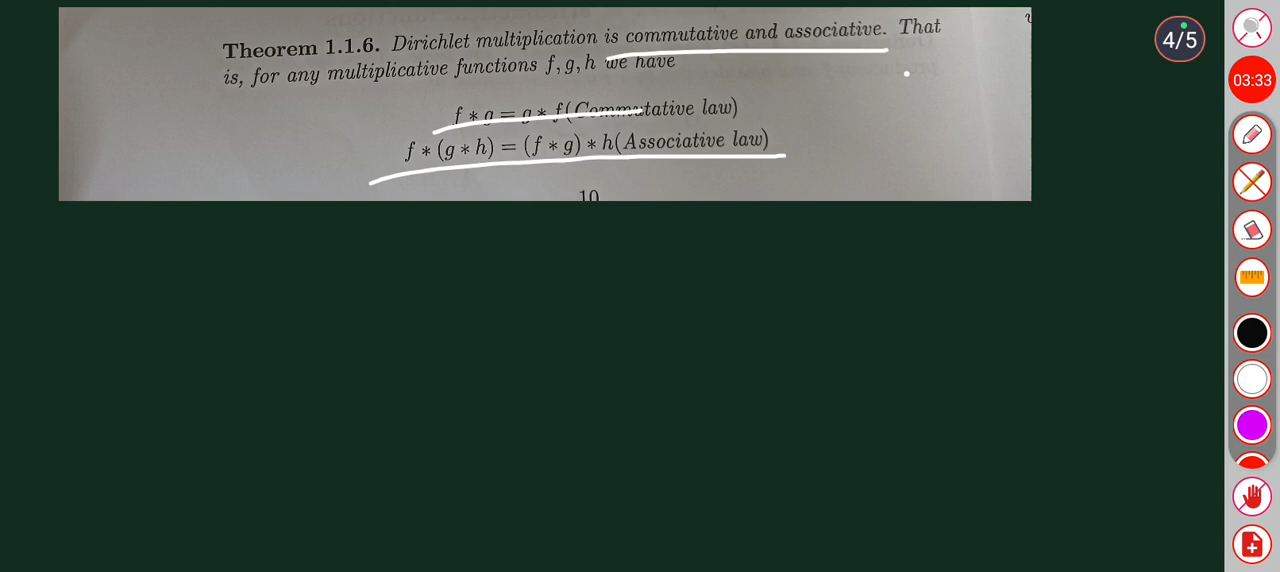 Theorem 1.1.6. Dirichlet multiplication is commutative and associative. That
is, for any multiplicative functions f, g, h we have
f ∗ g = g ∗ f(Commutative law)
f ∗ (g ∗ h) = (f ∗ g) ∗ h(Associative law)
10
4/5
03:33